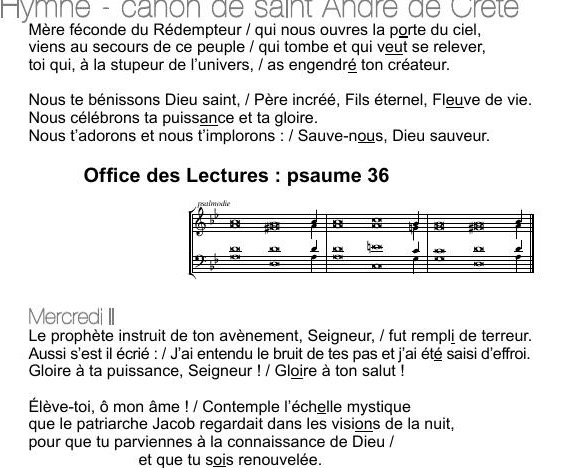 Hymne - canon de saint André de Crète
Mère féconde du Rédempteur / qui nous ouvres la porte du ciel,
viens au secours de ce peuple / qui tombe et qui veut se relever,
toi qui, à la stupeur de l'univers, / as engendré ton créateur.
Nous te bénissons Dieu saint, / Père incréé, Fils éternel, Fleuve de vie.
Nous célébrons ta puissance et ta gloire.
Nous t'adorons et nous t'implorons : / Sauve-nous, Dieu sauveur.
Office des Lectures : psaume 36
psalmodie
Mercredi II
Le prophète instruit de ton avènement, Seigneur, / fut rempli de terreur.
Aussi s'est il écrié : / J'ai entendu le bruit de tes pas et j'ai été saisi d'effroi.
Gloire à ta puissance, Seigneur ! / Gloire à ton salut !
Élève-toi, ô mon âme ! / Contemple l'échelle mystique
que le patriarche Jacob regardait dans les visions de la nuit,
pour que tu parviennes à la connaissance de Dieu /
et que tu sois renouvelée.